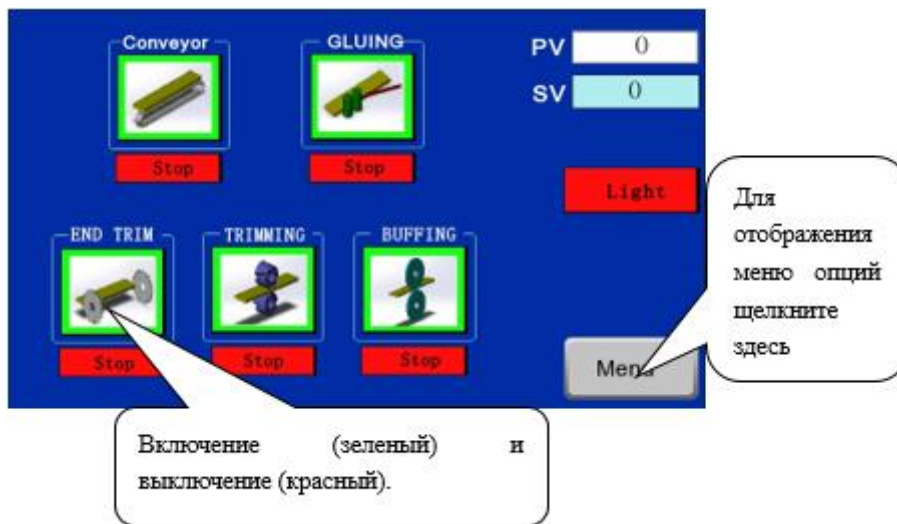 Conveyor
GLUING
PV 0
SV 0
Stop
Stop
Light
END TRIM
TRIMMING
BUFFING
Stop
Stop
Stop
Menu
Для
отображения
меню опций
щелкните
здесь
Включение (зеленый) и
выключение (красный).